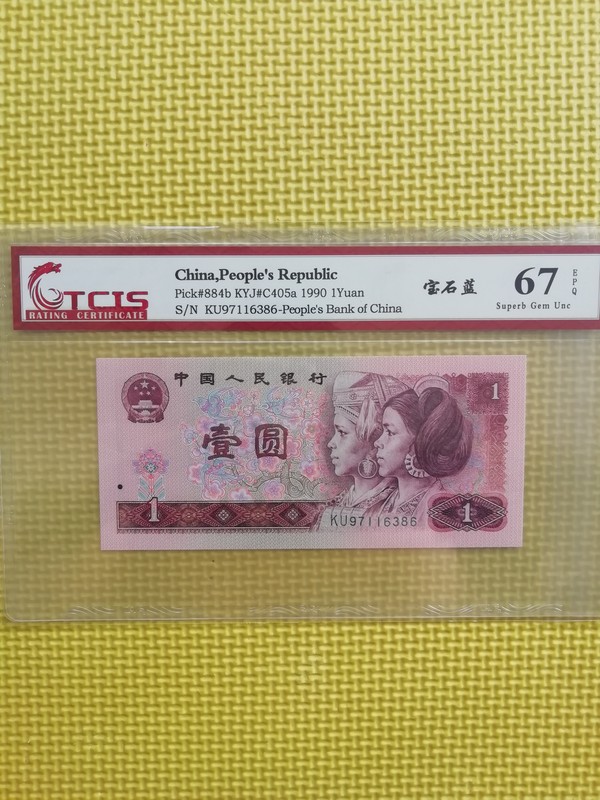 TCIS
RATING CERTIFICATE
China,People's Republic
Pick#884b KYJ#C405a 1990 1Yuan
S/N KU97116386-People's Bank of China
宝石蓝
67
EPQ
Superb Gem Unc
中国人民银行
1
壹圆
1
KU97116386
1